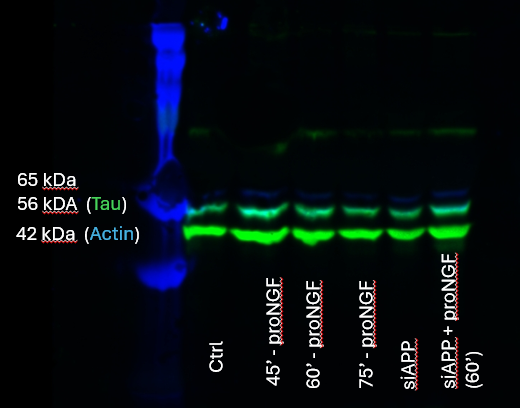 65 kDa
56 kDA (Tau)
42 kDa (Actin)
Ctrl
45' - proNGF
60' - proNGF
75' - proNGF
siAPP
siAPP + proNGF
(60')